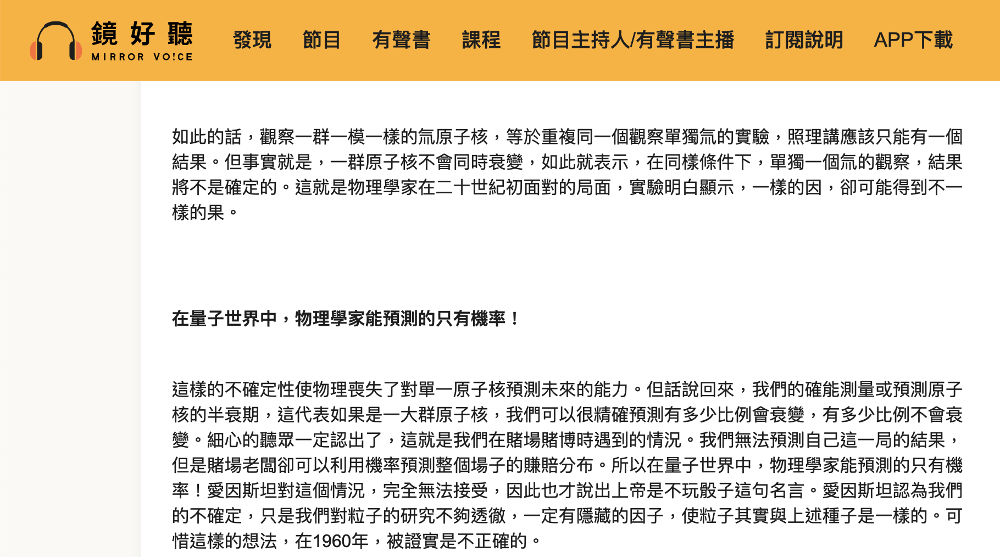 鏡好聽
MIRROR VO!CE
發現 節目 有聲書 課程 節目主持人/有聲書主播 訂閱說明 APP下載
如此的話，觀察一群一模一樣的氚原子核，等於重複同一個觀察單獨氚的實驗，照理講應該只能有一個
結果。但事實就是，一群原子核不會同時衰變，如此就表示，在同樣條件下，單獨一個氚的觀察，結果
將不是確定的。這就是物理學家在二十世紀初面對的局面，實驗明白顯示，一樣的因，卻可能得到不一
樣的果。
在量子世界中，物理學家能預測的只有機率！
這樣的不確定性使物理喪失了對單一原子核預測未來的能力。但話說回來，我們的確能測量或預測原子
核的半衰期，這代表如果是一大群原子核，我們可以很精確預測有多少比例會衰變，有多少比例不會衰
變。細心的聽眾一定認出了，這就是我們在賭場賭博時遇到的情況。我們無法預測自己這一局的結果，
但是賭場老闆卻可以利用機率預測整個場子的賺賠分布。所以在量子世界中，物理學家能預測的只有機
率！愛因斯坦對這個情況，完全無法接受，因此也才說出上帝是不玩骰子這句名言。愛因斯坦認為我們
的不確定，只是我們對粒子的研究不夠透徹，一定有隱藏的因子，使粒子其實與上述種子是一樣的。可
惜這樣的想法，在1960年，被證實是不正確的。